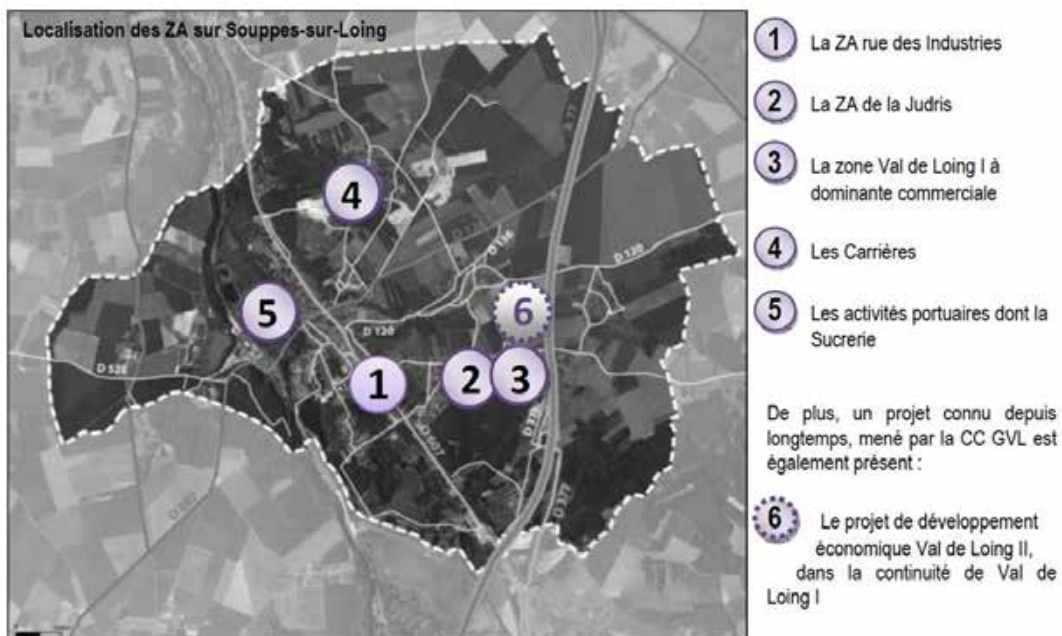 Localisation des ZA sur Souppes-sur-Loing
4
5
6
1
2
3
D 120
D 120
D 528
D 607
1 La ZA rue des Industries
2 La ZA de la Judris
3 La zone Val de Loing I à
dominante commerciale
4 Les Carrières
5 Les activités portuaires dont la
Sucrerie
De plus, un projet connu depuis
longtemps, mené par la CC GVL est
également présent :
6 Le projet de développement
économique Val de Loing II,
dans la continuité de Val de
Loing I